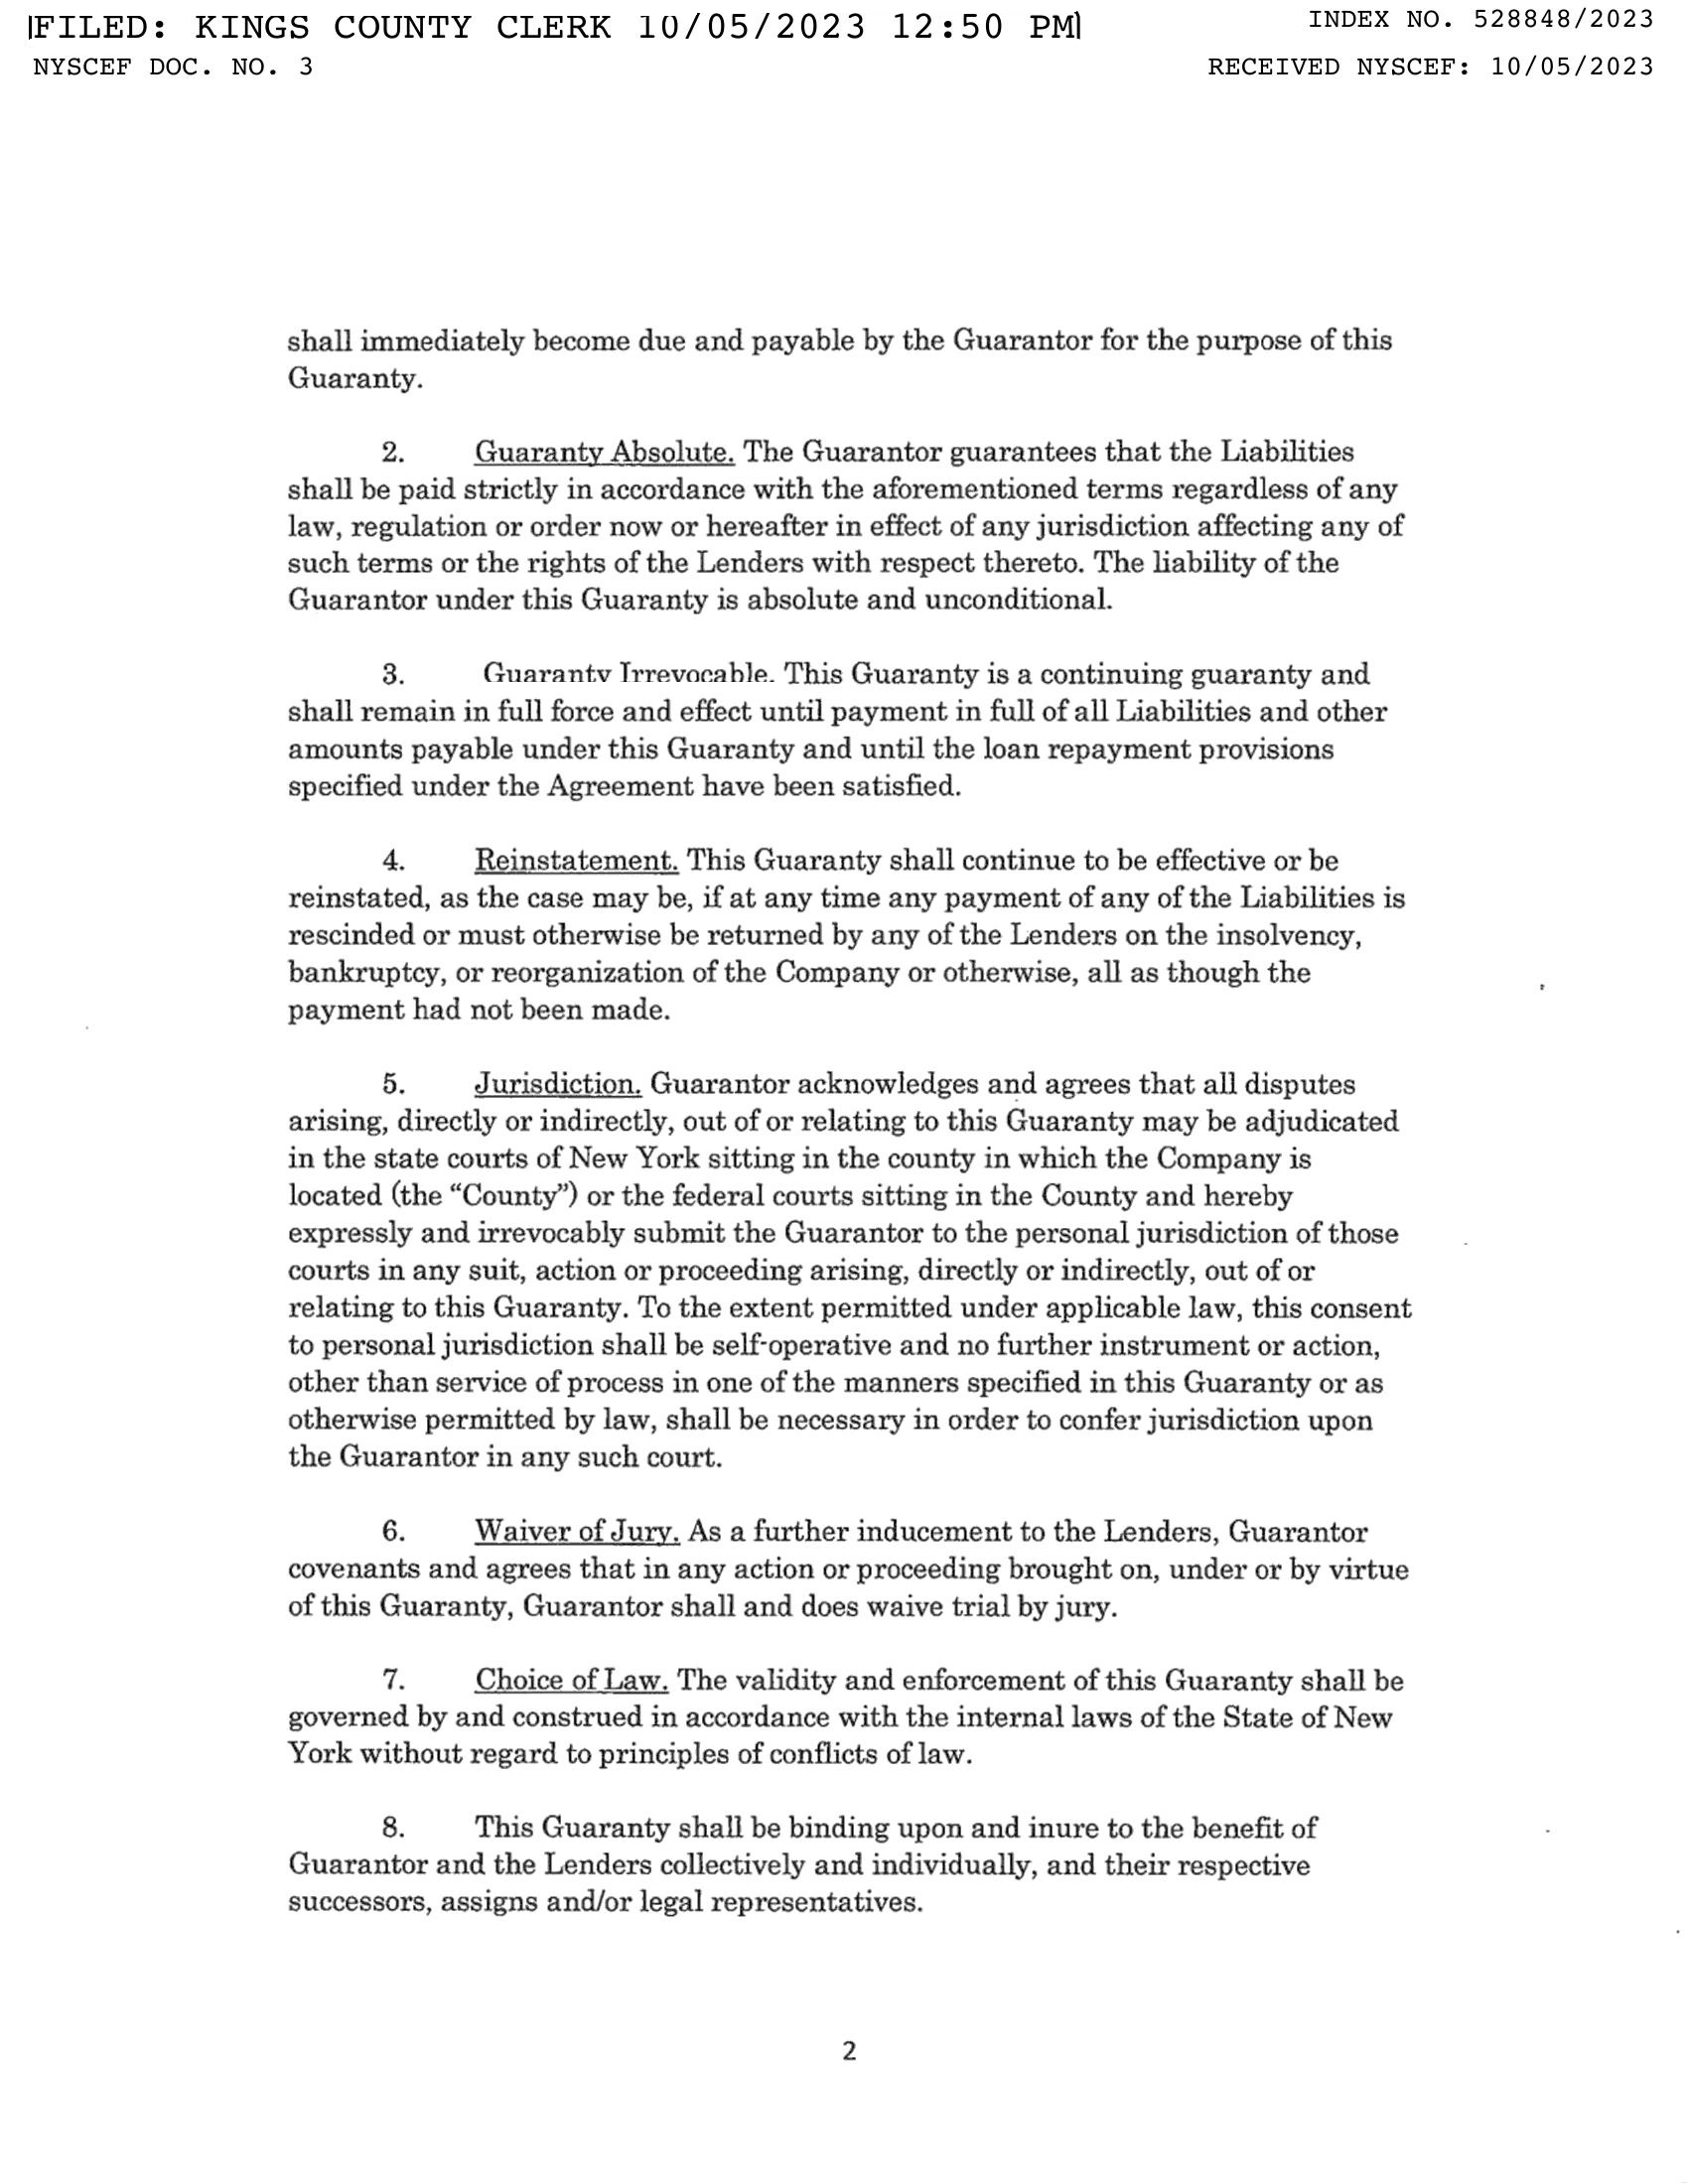 FILED: KINGS COUNTY CLERK 10/05/2023 12:50 PM
INDEX NO. 528848/2023
NYSCEF DOC. NO. 3
RECEIVED NYSCEF: 10/05/2023
shall immediately become due and payable by the Guarantor for the purpose of this
Guaranty.
2. Guaranty Absolute. The Guarantor guarantees that the Liabilities
shall be paid strictly in accordance with the aforementioned terms regardless of any
law, regulation or order now or hereafter in effect of any jurisdiction affecting any of
such terms or the rights of the Lenders with respect thereto. The liability of the
Guarantor under this Guaranty is absolute and unconditional.
3. Guaranty Irrevocable. This Guaranty is a continuing guaranty and
shall remain in full force and effect until payment in full of all Liabilities and other
amounts payable under this Guaranty and until the loan repayment provisions
specified under the Agreement have been satisfied.
4. Reinstatement. This Guaranty shall continue to be effective or be
reinstated, as the case may be, if at any time any payment of any of the Liabilities is
rescinded or must otherwise be returned by any of the Lenders on the insolvency,
bankruptcy, or reorganization of the Company or otherwise, all as though the
payment had not been made.
5. Jurisdiction. Guarantor acknowledges and agrees that all disputes
arising, directly or indirectly, out of or relating to this Guaranty may be adjudicated
in the state courts of New York sitting in the county in which the Company is
located (the “County”) or the federal courts sitting in the County and hereby
expressly and irrevocably submit the Guarantor to the personal jurisdiction of those
courts in any suit, action or proceeding arising, directly or indirectly, out of or
relating to this Guaranty. To the extent permitted under applicable law, this consent
to personal jurisdiction shall be self-operative and no further instrument or action,
other than service of process in one of the manners specified in this Guaranty or as
otherwise permitted by law, shall be necessary in order to confer jurisdiction upon
the Guarantor in any such court.
6. Waiver of Jury. As a further inducement to the Lenders, Guarantor
covenants and agrees that in any action or proceeding brought on, under or by virtue
of this Guaranty, Guarantor shall and does waive trial by jury.
7. Choice of Law. The validity and enforcement of this Guaranty shall be
governed by and construed in accordance with the internal laws of the State of New
York without regard to principles of conflicts of law.
8. This Guaranty shall be binding upon and inure to the benefit of
Guarantor and the Lenders collectively and individually, and their respective
successors, assigns and/or legal representatives.
2